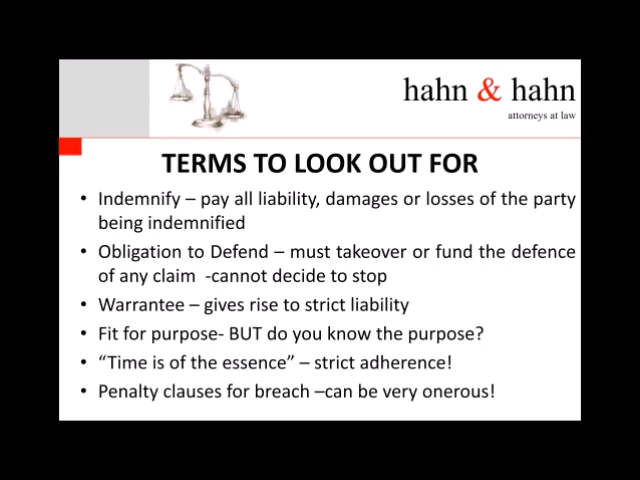 hahn & hahn
attorneys at law
TERMS TO LOOK OUT FOR
• Indemnify – pay all liability, damages or losses of the party
being indemnified
• Obligation to Defend – must takeover or fund the defence
of any claim -cannot decide to stop
• Warrantee – gives rise to strict liability
• Fit for purpose- BUT do you know the purpose?
• “Time is of the essence” – strict adherence!
• Penalty clauses for breach –can be very onerous!